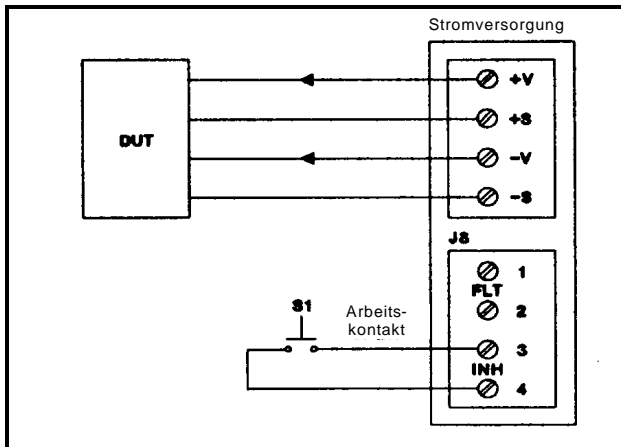 Stromversorgung
+V
+S
DUT
-V
-S
J8
1
FLT
2
S1
Arbeits-
kontakt
3
INH
4